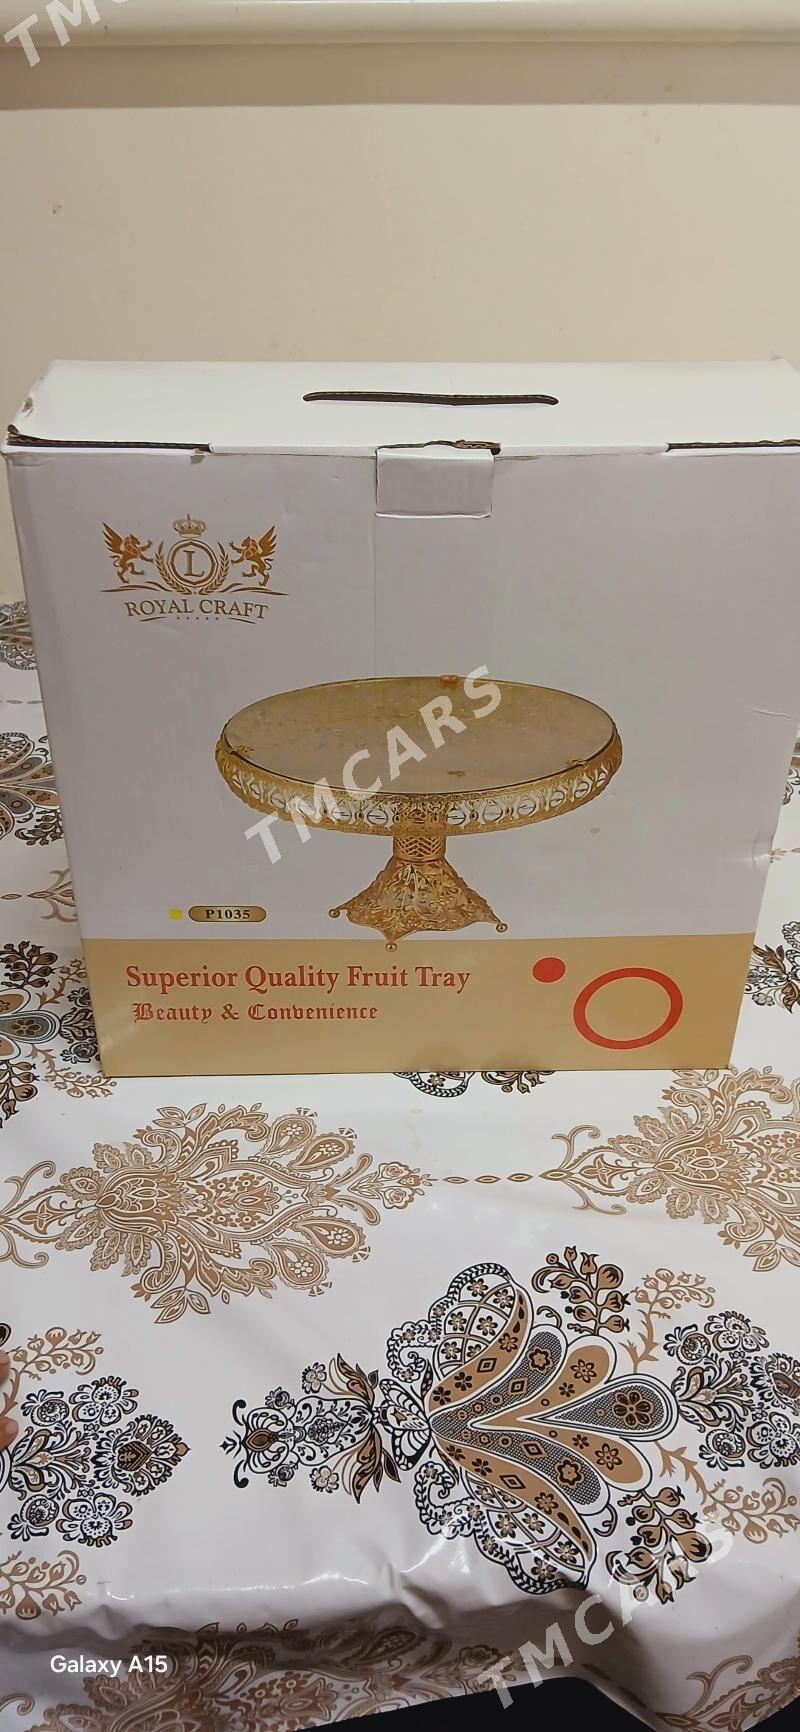 TMCARS
L
ROYAL CRAFT
TMCARS
P1035
Superior Quality Fruit Tray
Beauty & Convenience
TMCARS
Galaxy A15